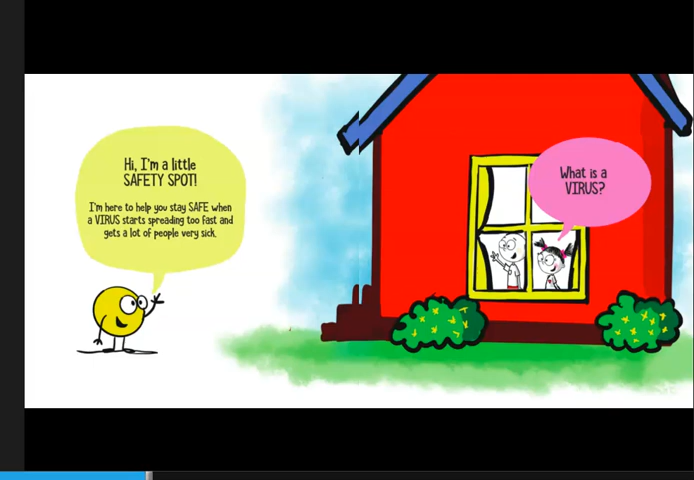 Hi, I'm a little
SAFETY SPOT!
I'm here to help you stay SAFE when
a VIRUS starts spreading too fast and
gets a lot of people very sick.
What is a
VIRUS?